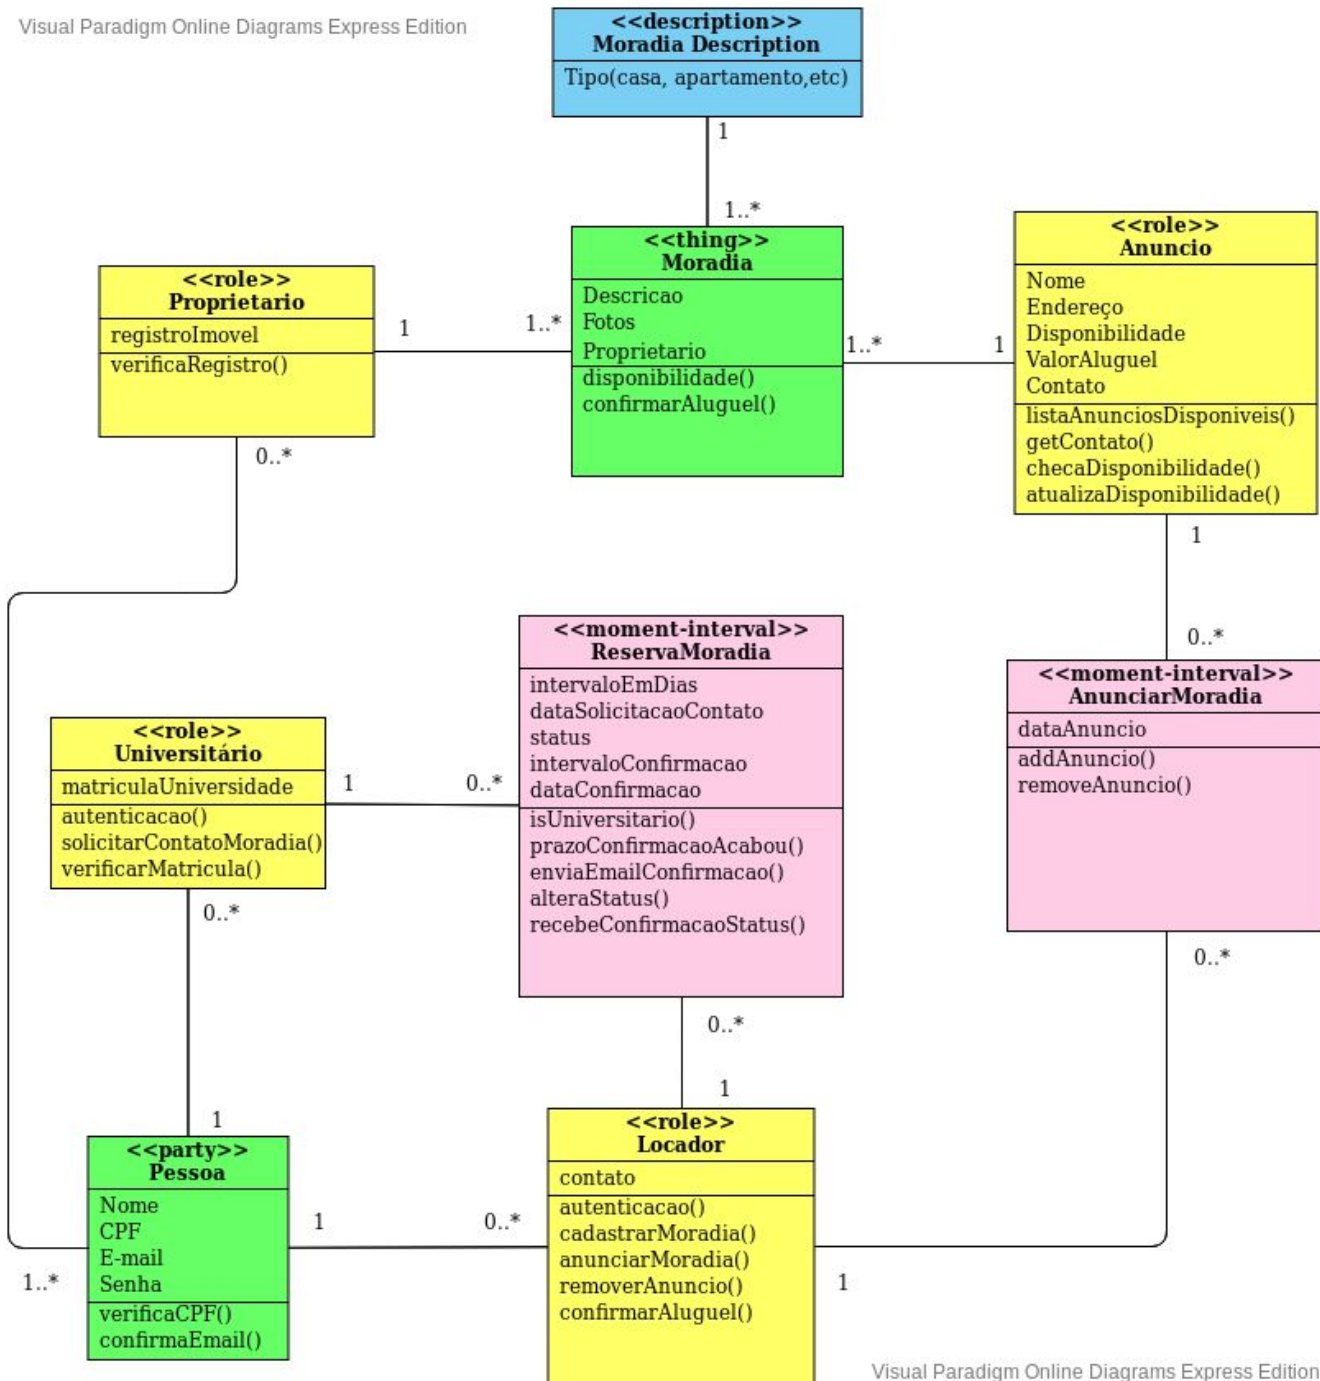 Visual Paradigm Online Diagrams Express Edition
<<description>>
Moradia Description
Tipo(casa, apartamento,etc)
1
1..*
<<thing>>
Moradia
Descricao
Fotos
Proprietario
disponibilidade()
confirmarAluguel()
<<role>>
Anuncio
Nome
Endereço
Disponibilidade
ValorAluguel
Contato
listaAnunciosDisponiveis()
getContato()
checaDisponibilidade()
atualizaDisponibilidade()
<<role>>
Proprietario
registroImovel
verificaRegistro()
1
1..*
1..*
1
0..*
1
0..*
<<moment-interval>>
ReservaMoradia
intervaloEmDias
dataSolicitacaoContato
status
intervaloConfirmacao
dataConfirmacao
isUniversitario()
prazoConfirmacaoAcabou()
enviaEmailConfirmacao()
alteraStatus()
recebeConfirmacaoStatus()
<<moment-interval>>
AnunciarMoradia
dataAnuncio
addAnuncio()
removeAnuncio()
<<role>>
Universitário
matriculaUniversidade
autenticacao()
solicitarContatoMoradia()
verificarMatricula()
1
0..*
0..*
0..*
0..*
1
1
<<party>>
Pessoa
Nome
CPF
E-mail
Senha
verificaCPF()
confirmaEmail()
<<role>>
Locador
contato
autenticacao()
cadastrarMoradia()
anunciarMoradia()
removerAnuncio()
confirmarAluguel()
1
0..*
1..*
1
Visual Paradigm Online Diagrams Express Edition